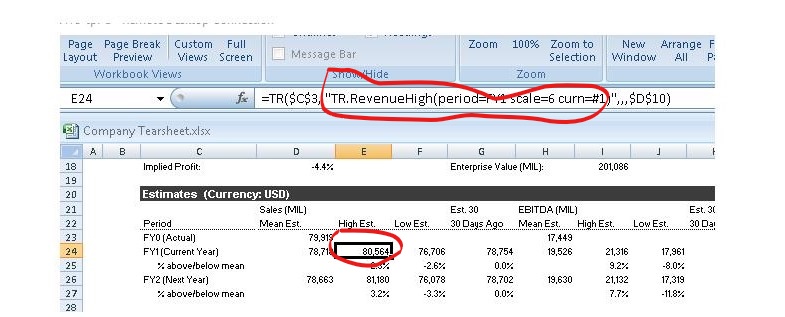 Page Page Break Custom Full Message Bar Zoom 100% Zoom to New Arrange
Layout Preview Views Screen Selection Window All
Workbook Views Show/Hide Zoom
E24 fx =TR($C$3, "TR.RevenueHigh(period=FY1 scale=6 curn=#1)",,,$D$10)
Company Tearsheet.xlsx
A B C D E F G H I J
18 Implied Profit: -4.4% Enterprise Value (MIL): 201,086
19
20 Estimates (Currency: USD)
21 Sales (MIL) Est. 30 EBITDA (MIL) Est. 30
22 Period Mean Est. High Est. Low Est. 30 Days Ago Mean Est. High Est. Low Est. 30 Da
23 FY0 (Actual) 79,919 17,449
24 FY1 (Current Year) 80,564 76,706 78,754 19,526 21,316 17,961
25 % above/below mean -2.6% 0.0% 9.2% -8.0%
26 FY2 (Next Year) 78,663 81,180 76,078 78,702 19,630 21,132 17,319
27 % above/below mean 3.2% -3.3% 0.0% 7.7% -11.8%
28